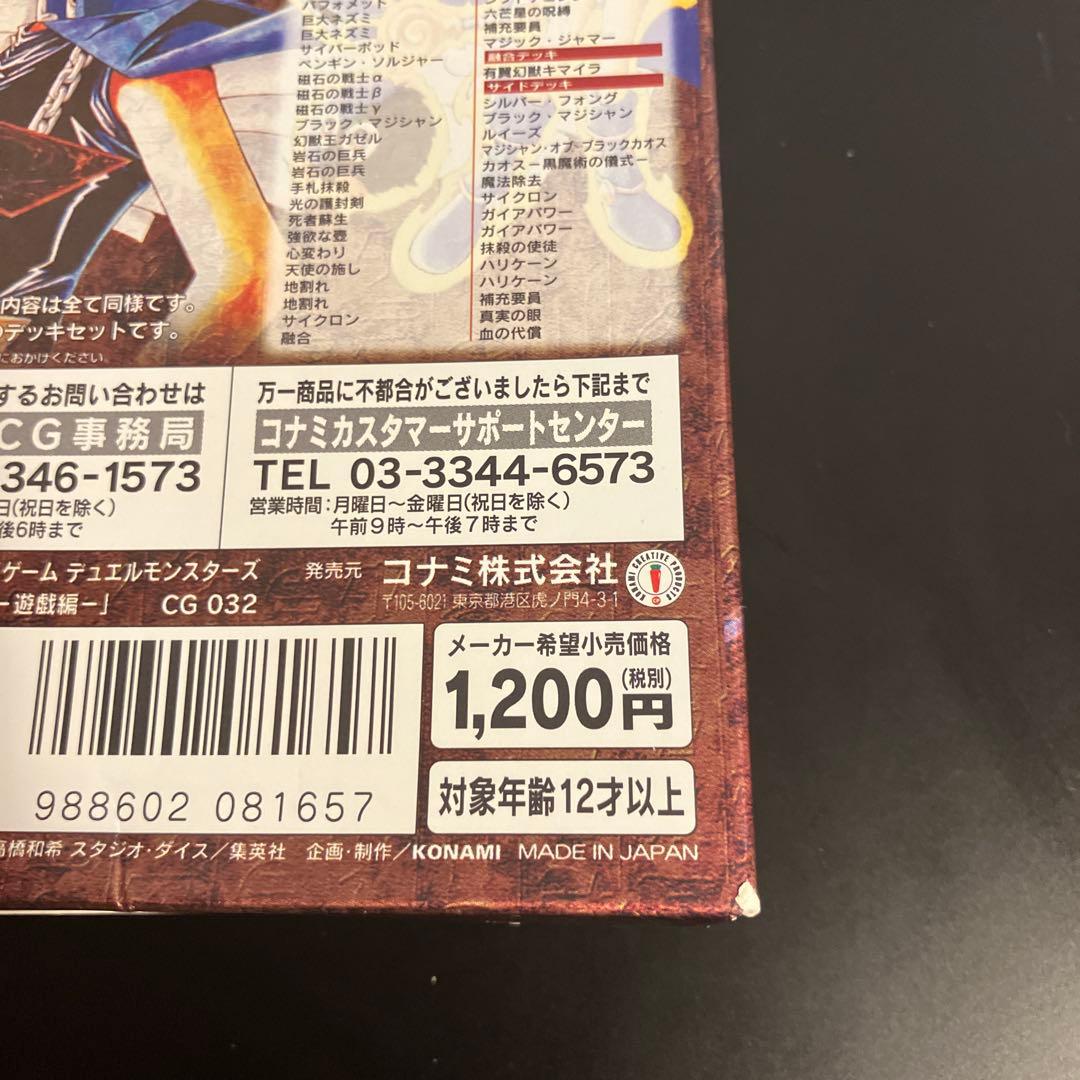 バフォメット
巨大ネズミ
巨大ネズミ
サイバーポッド
ペンギン・ソルジャー
磁石の戦士α
磁石の戦士β
磁石の戦士γ
ブラック・マジシャン
幻獣王ガゼル
岩石の巨兵
岩石の巨兵
手札抹殺
光の護封剣
死者蘇生
強欲な壺
心変わり
天使の施し
地割れ
地割れ
サイクロン
融合
六芒星の呪縛
補充要員
マジック・ジャマー
融合デッキ
有翼幻獣キマイラ
サイドデッキ
シルバー・フォング
ブラック・マジシャン
ルイーズ
マジシャン・オブ・ブラックカオス
カオス－黒魔術の儀式－
魔法除去
サイクロン
ガイアパワー
ガイアパワー
抹殺の使徒
ハリケーン
ハリケーン
補充要員
真実の眼
血の代償
内容は全て同様です。
のデッキセットです。
におかけください。
するお問い合わせは
CG事務局
346-1573
日(祝日を除く)
後6時まで
万一商品に不都合がございましたら下記まで
コナミカスタマーサポートセンター
TEL 03-3344-6573
営業時間:月曜日～金曜日(祝日を除く)
午前9時～午後7時まで
ゲーム デュエルモンスターズ
－遊戯編－」 CG 032
発売元 コナミ株式会社
〒105-6021 東京都港区虎ノ門4-3-1
KONAMI CREATIVE PRODUCTS
メーカー希望小売価格
1,200円(税別)
対象年齢12才以上
988602 081657
高橋和希 スタジオ・ダイス／集英社 企画・制作／KONAMI MADE IN JAPAN